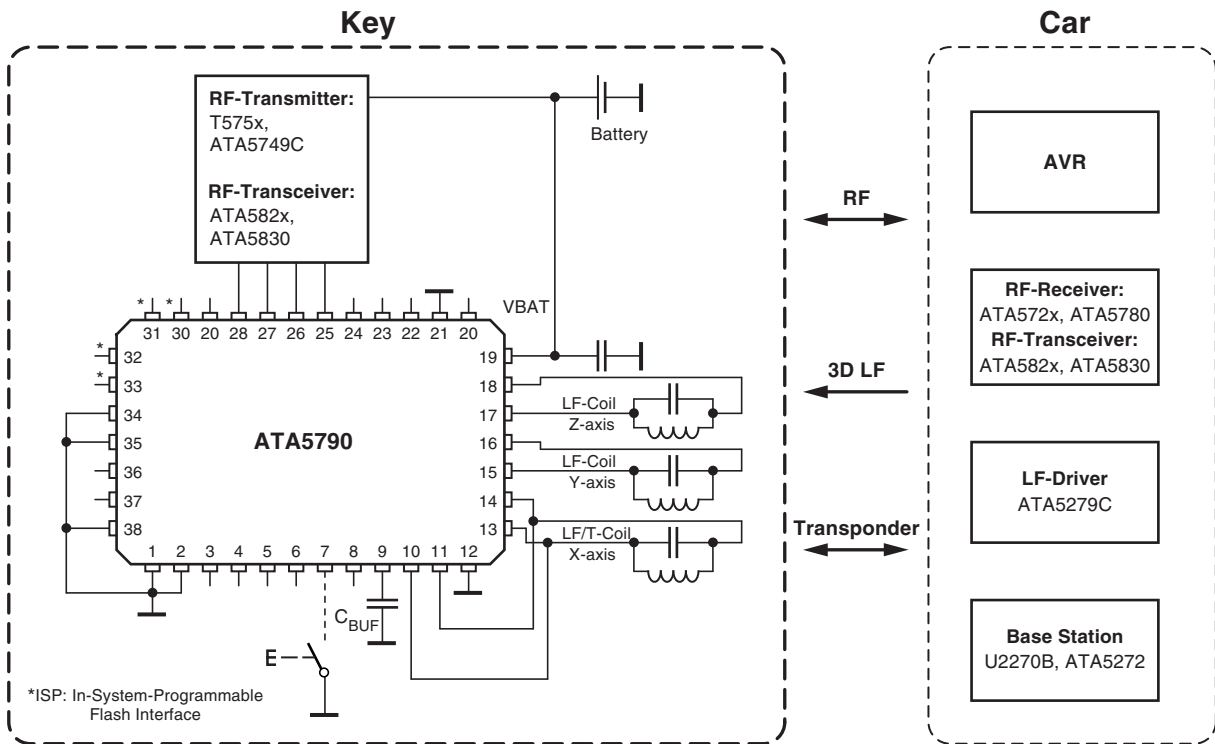 Key
Car
RF-Transmitter:
T575x,
ATA5749C
RF-Transceiver:
ATA582x,
ATA5830
Battery
VBAT
* *
31 30 20 28 27 26 25 24 23 22 21 20
* 32
* 33
34
35
36
37
38
ATA5790
19
18
17
16
15
14
13
1 2 3 4 5 6 7 8 9 10 11 12
LF-Coil
Z-axis
LF-Coil
Y-axis
LF/T-Coil
X-axis
CBUF
E
*ISP: In-System-Programmable
Flash Interface
RF
3D LF
Transponder
AVR
RF-Receiver:
ATA572x, ATA5780
RF-Transceiver:
ATA582x, ATA5830
LF-Driver
ATA5279C
Base Station
U2270B, ATA5272